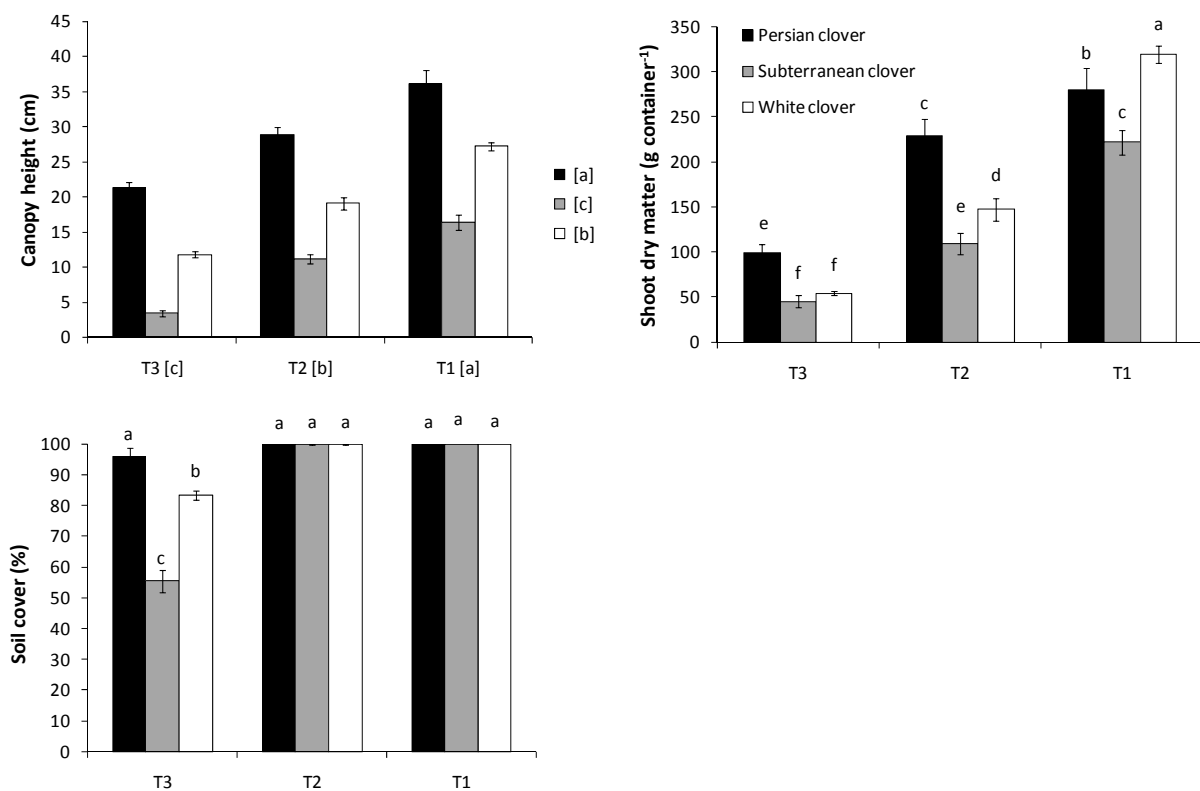 45
40
35
30
25
20
15
10
5
0
Canopy height (cm)
T3 [c] T2 [b] T1 [a]
[a]
[c]
[b]
350
300
250
200
150
100
50
0
Shoot dry matter (g container⁻¹)
Persian clover
Subterranean clover
White clover
e f f c e d b c a
T3 T2 T1
100
90
80
70
60
50
40
30
20
10
0
Soil cover (%)
a c b a a a a a a
T3 T2 T1